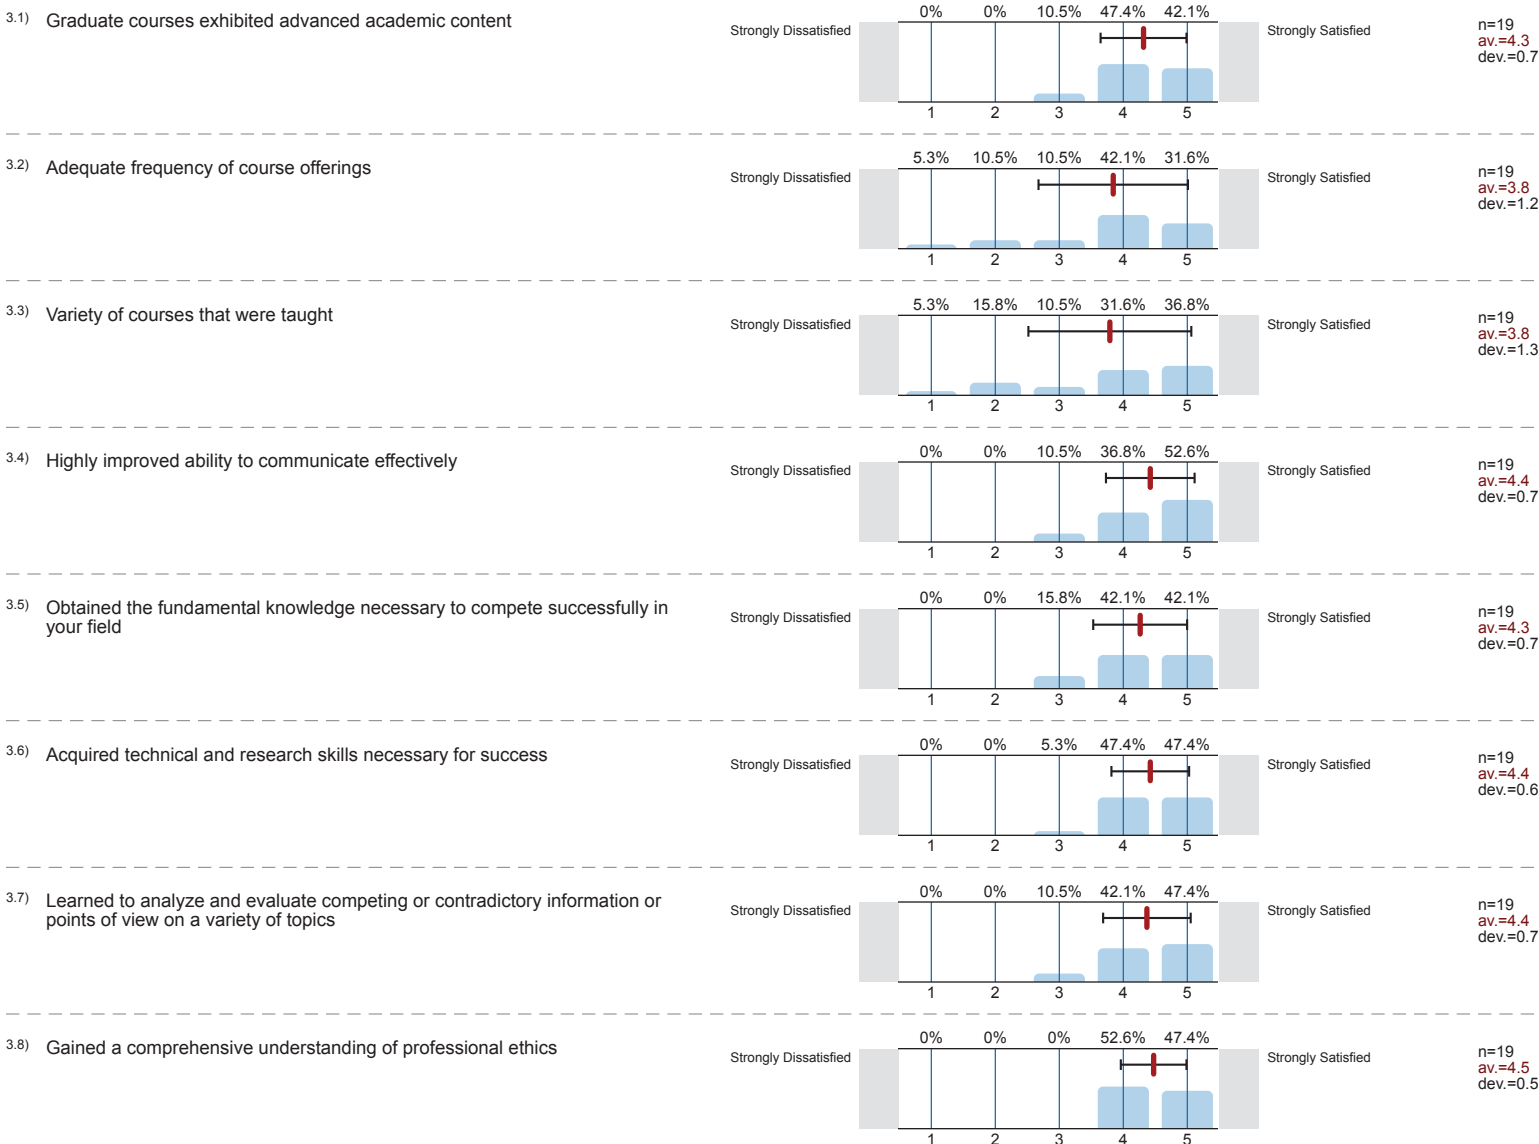 3.1) Graduate courses exhibited advanced academic content
0% 0% 10.5% 47.4% 42.1%
Strongly Dissatisfied Strongly Satisfied
n=19
av.=4.3
dev.=0.7
1 2 3 4 5
3.2) Adequate frequency of course offerings
5.3% 10.5% 10.5% 42.1% 31.6%
Strongly Dissatisfied Strongly Satisfied
n=19
av.=3.8
dev.=1.2
1 2 3 4 5
3.3) Variety of courses that were taught
5.3% 15.8% 10.5% 31.6% 36.8%
Strongly Dissatisfied Strongly Satisfied
n=19
av.=3.8
dev.=1.3
1 2 3 4 5
3.4) Highly improved ability to communicate effectively
0% 0% 10.5% 36.8% 52.6%
Strongly Dissatisfied Strongly Satisfied
n=19
av.=4.4
dev.=0.7
1 2 3 4 5
3.5) Obtained the fundamental knowledge necessary to compete successfully in
your field
0% 0% 15.8% 42.1% 42.1%
Strongly Dissatisfied Strongly Satisfied
n=19
av.=4.3
dev.=0.7
1 2 3 4 5
3.6) Acquired technical and research skills necessary for success
0% 0% 5.3% 47.4% 47.4%
Strongly Dissatisfied Strongly Satisfied
n=19
av.=4.4
dev.=0.6
1 2 3 4 5
3.7) Learned to analyze and evaluate competing or contradictory information or
points of view on a variety of topics
0% 0% 10.5% 42.1% 47.4%
Strongly Dissatisfied Strongly Satisfied
n=19
av.=4.4
dev.=0.7
1 2 3 4 5
3.8) Gained a comprehensive understanding of professional ethics
0% 0% 0% 52.6% 47.4%
Strongly Dissatisfied Strongly Satisfied
n=19
av.=4.5
dev.=0.5
1 2 3 4 5